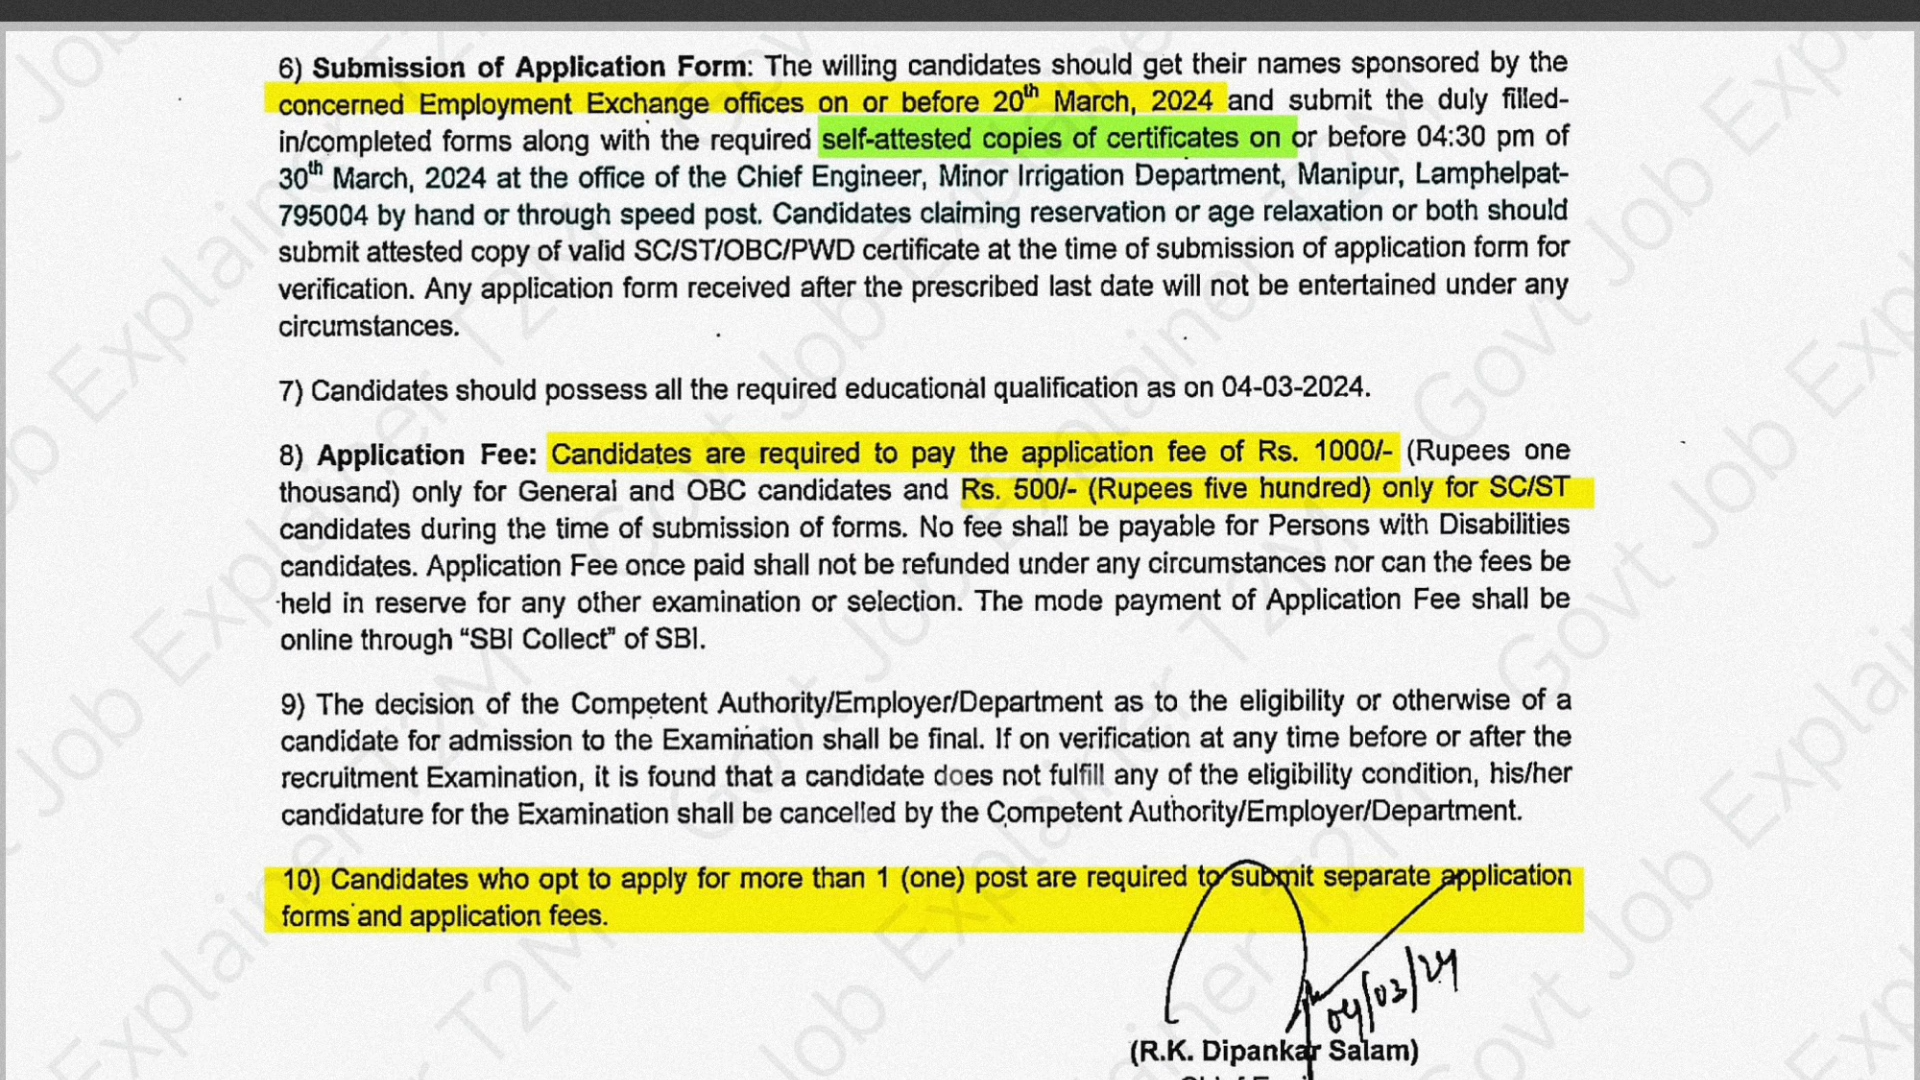 6) Submission of Application Form: The willing candidates should get their names sponsored by the
concerned Employment Exchange offices on or before 20th March, 2024 and submit the duly filled-
in/completed forms along with the required self-attested copies of certificates on or before 04:30 pm of
30th March, 2024 at the office of the Chief Engineer, Minor Irrigation Department, Manipur, Lamphelpat-
795004 by hand or through speed post. Candidates claiming reservation or age relaxation or both should
submit attested copy of valid SC/ST/OBC/PWD certificate at the time of submission of application form for
verification. Any application form received after the prescribed last date will not be entertained under any
circumstances.
7) Candidates should possess all the required educational qualification as on 04-03-2024.
8) Application Fee: Candidates are required to pay the application fee of Rs. 1000/- (Rupees one
thousand) only for General and OBC candidates and Rs. 500/- (Rupees five hundred) only for SC/ST
candidates during the time of submission of forms. No fee shall be payable for Persons with Disabilities
candidates. Application Fee once paid shall not be refunded under any circumstances nor can the fees be
held in reserve for any other examination or selection. The mode payment of Application Fee shall be
online through “SBI Collect” of SBI.
9) The decision of the Competent Authority/Employer/Department as to the eligibility or otherwise of a
candidate for admission to the Examination shall be final. If on verification at any time before or after the
recruitment Examination, it is found that a candidate does not fulfill any of the eligibility condition, his/her
candidature for the Examination shall be cancelled by the Competent Authority/Employer/Department.
10) Candidates who opt to apply for more than 1 (one) post are required to submit separate application
forms and application fees.
04/03/24
(R.K. Dipankar Salam)
Govt Job Explainer T2M